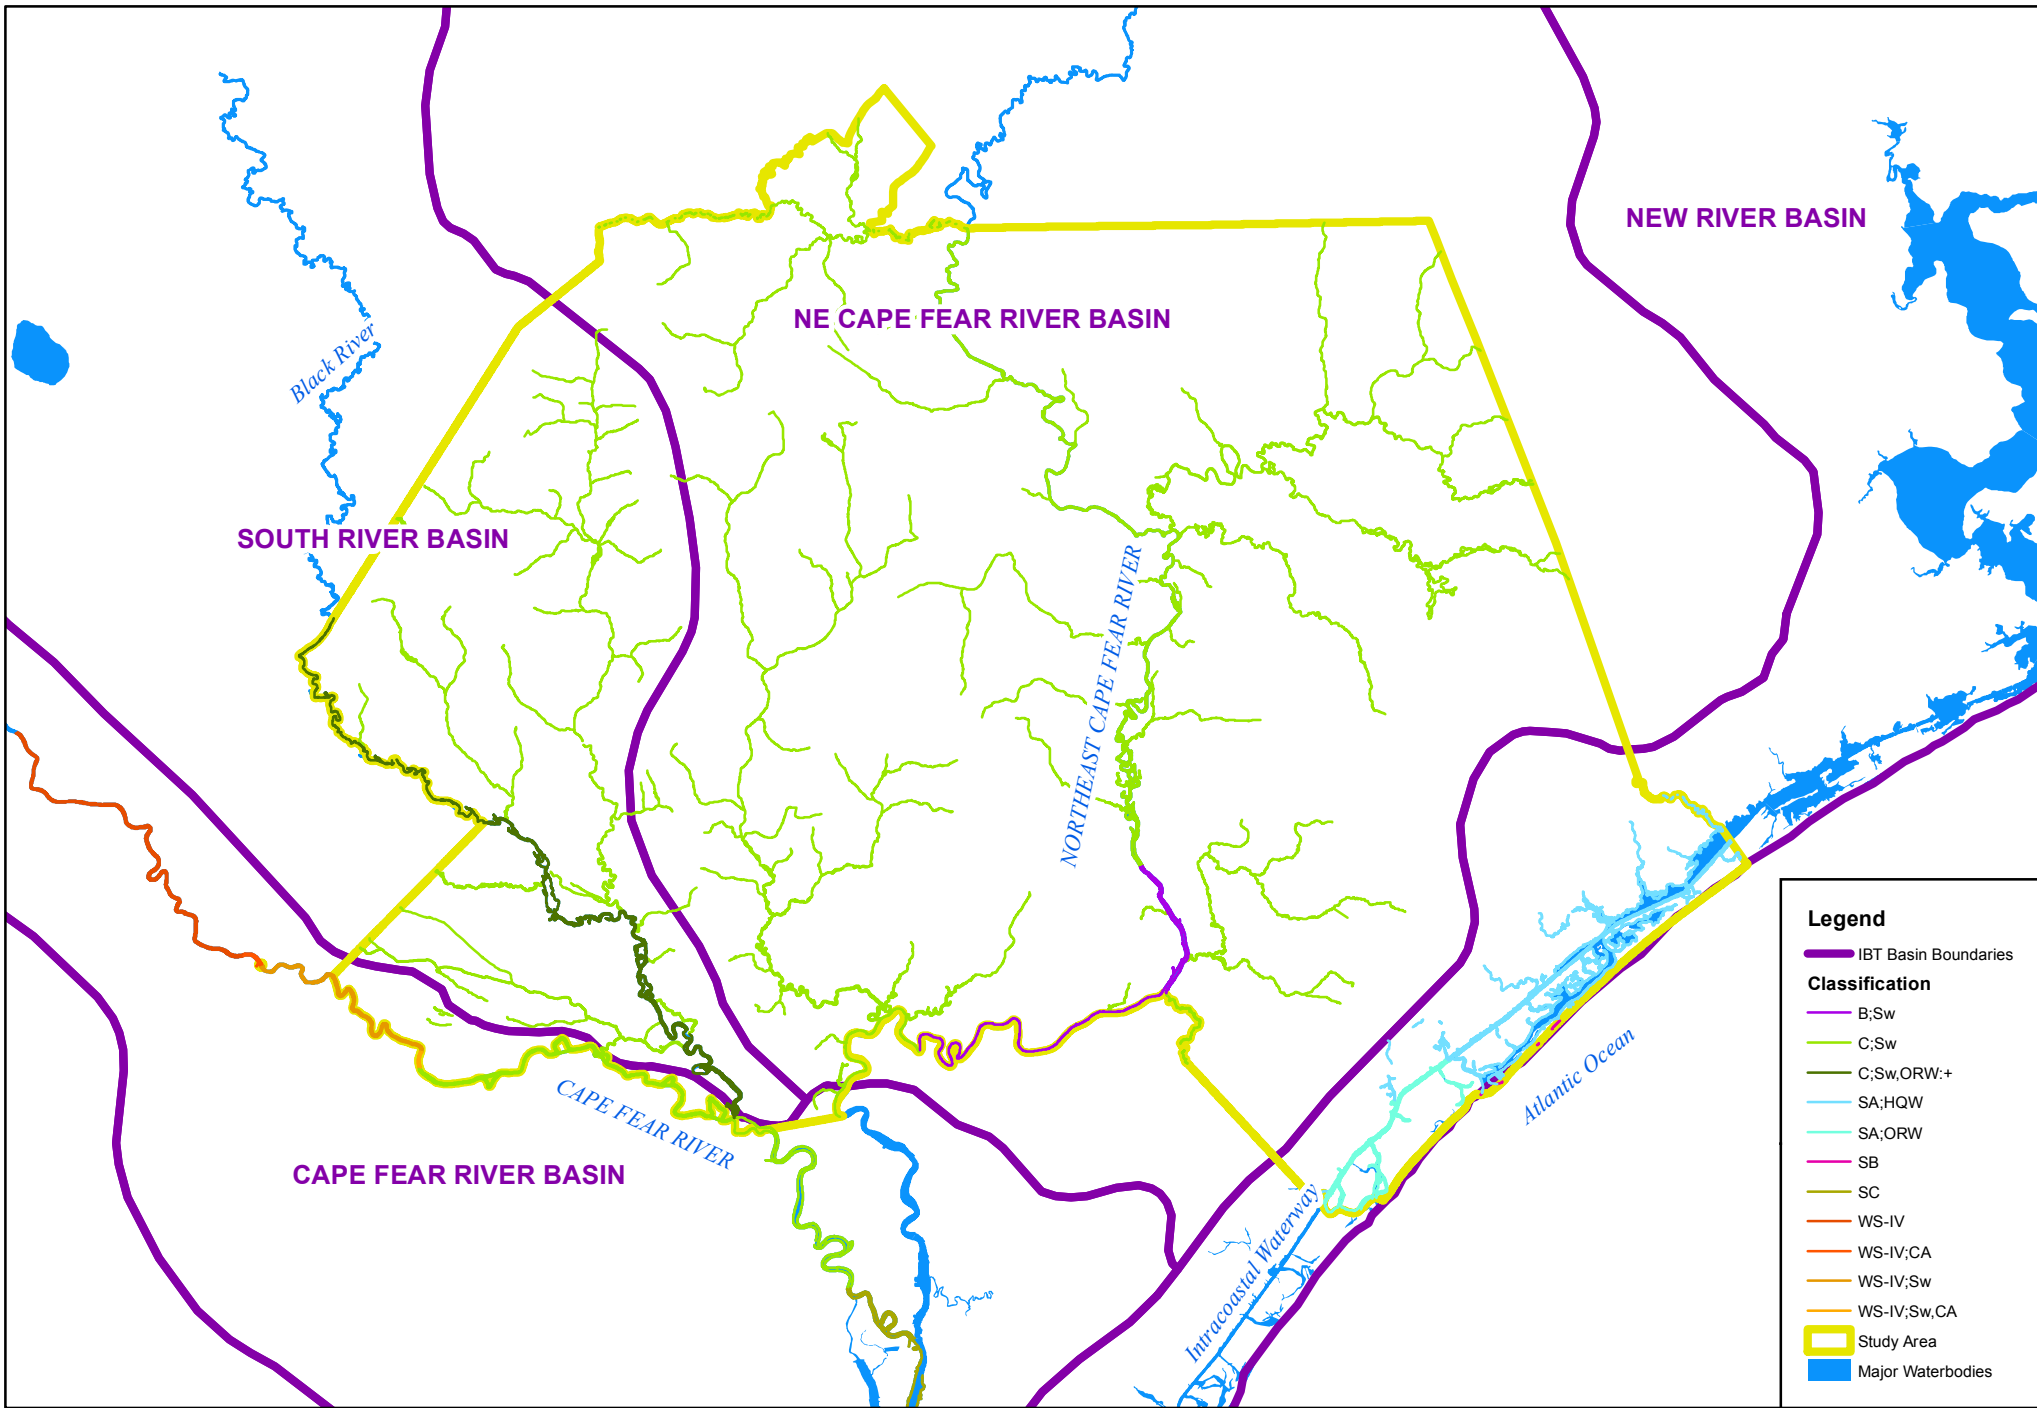 NEW RIVER BASIN
NE CAPE FEAR RIVER BASIN
Black River
SOUTH RIVER BASIN
NORTHEAST CAPE FEAR RIVER
CAPE FEAR RIVER
CAPE FEAR RIVER BASIN
Atlantic Ocean
Intracoastal Waterway
Legend
IBT Basin Boundaries
Classification
B;Sw
C;Sw
C;Sw,ORW:+
SA;HQW
SA;ORW
SB
SC
WS-IV
WS-IV;CA
WS-IV;Sw
WS-IV;Sw,CA
Study Area
Major Waterbodies